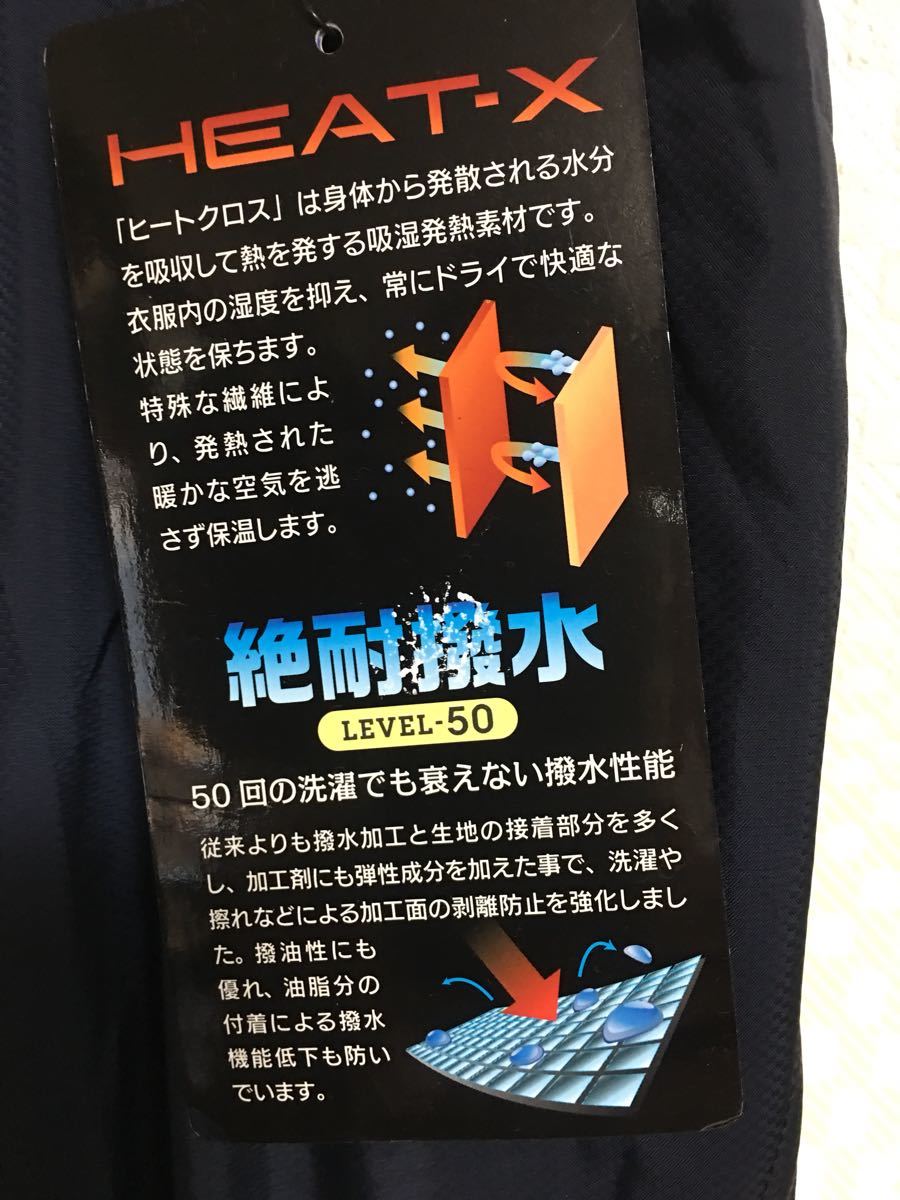 HEAT-X
「ヒートクロス」は身体から発散される水分
を吸収して熱を発する吸湿発熱素材です。
衣服内の湿度を抑え、常にドライで快適な
状態を保ちます。
特殊な繊維によ
り、発熱された
暖かな空気を逃
さず保温します。
絶耐撥水
LEVEL-50
50回の洗濯でも衰えない撥水性能
従来よりも撥水加工と生地の接着部分を多く
し、加工剤にも弾性成分を加えた事で、洗濯や
擦れなどによる加工面の剥離防止を強化しまし
た。撥油性にも
優れ、油脂分の
付着による撥水
機能低下も防い
でいます。